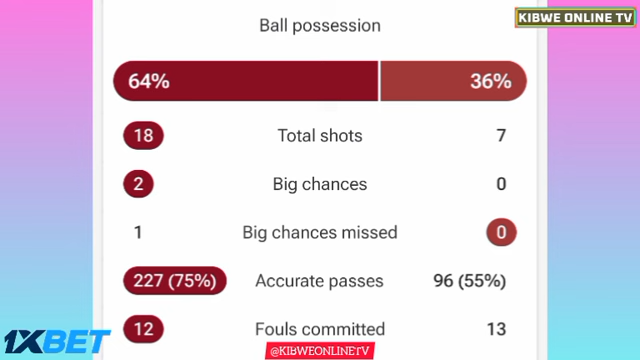 KIBWE ONLINE TV
Ball possession
64% 36%
18 Total shots 7
2 Big chances 0
1 Big chances missed 0
227 (75%) Accurate passes 96 (55%)
12 Fouls committed 13
1XBET
@KIBWEONLINETV